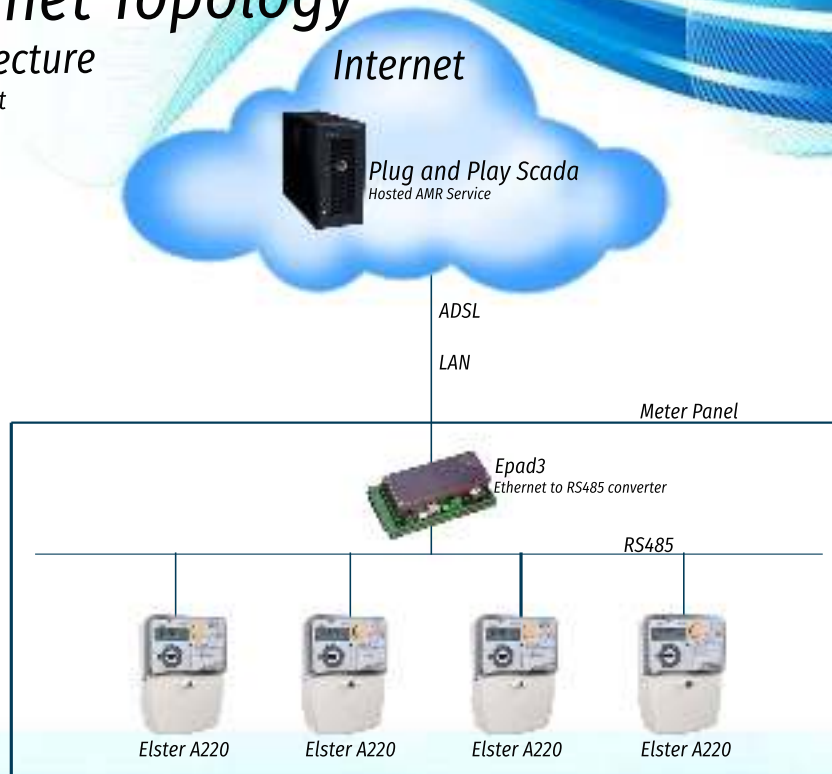 net Topology
ecture
t
Internet
Plug and Play Scada
Hosted AMR Service
ADSL
LAN
Meter Panel
Epad3
Ethernet to RS485 converter
RS485
Elster A220 Elster A220 Elster A220 Elster A220